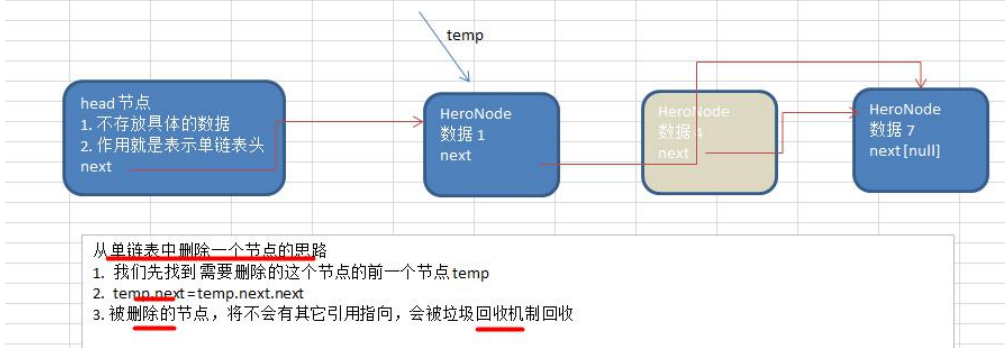 temp
head 节点
1. 不存放具体的数据
2. 作用就是表示单链表头
next
HeroNode
数据 1
next
HeroNode
数据 4
next
HeroNode
数据 7
next[null]
从单链表中删除一个节点的思路
1. 我们先找到 需要删除的这个节点的前一个节点 temp
2. temp.next=temp.next.next
3. 被删除的节点，将不会有其它引用指向，会被垃圾回收机制回收